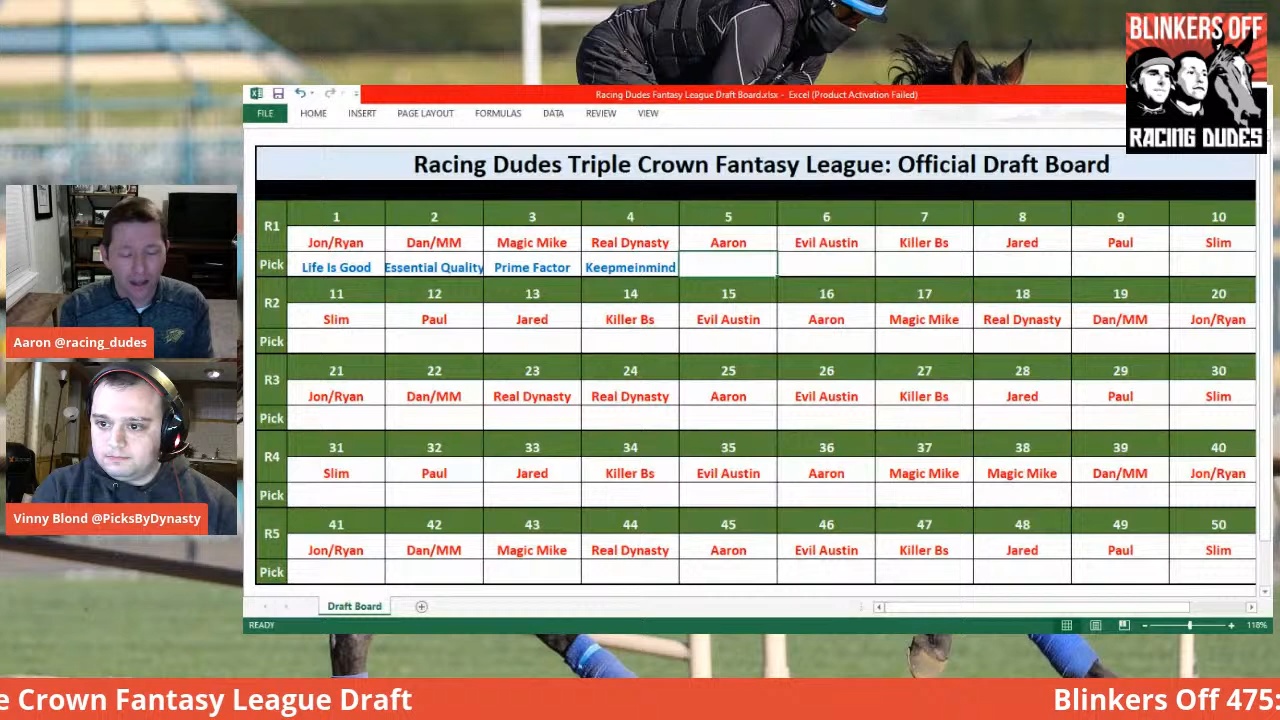 BLINKERS OFF
RACING DUDES
Racing Dudes Fantasy League Draft Board.xlsx - Excel (Product Activation Failed)
FILE HOME INSERT PAGE LAYOUT FORMULAS DATA REVIEW VIEW
Racing Dudes Triple Crown Fantasy League: Official Draft Board
R1 1 2 3 4 5 6 7 8 9 10
Jon/Ryan Dan/MM Magic Mike Real Dynasty Aaron Evil Austin Killer Bs Jared Paul Slim
Pick Life Is Good Essential Quality Prime Factor Keepmeinmind
R2 11 12 13 14 15 16 17 18 19 20
Slim Paul Jared Killer Bs Evil Austin Aaron Magic Mike Real Dynasty Dan/MM Jon/Ryan
Pick
R3 21 22 23 24 25 26 27 28 29 30
Jon/Ryan Dan/MM Real Dynasty Real Dynasty Aaron Evil Austin Killer Bs Jared Paul Slim
Pick
R4 31 32 33 34 35 36 37 38 39 40
Slim Paul Jared Killer Bs Evil Austin Aaron Magic Mike Magic Mike Dan/MM Jon/Ryan
Pick
R5 41 42 43 44 45 46 47 48 49 50
Jon/Ryan Dan/MM Magic Mike Real Dynasty Aaron Evil Austin Killer Bs Jared Paul Slim
Pick
Draft Board
READY 118%
Aaron @racing_dudes
Vinny Blond @PicksByDynasty
e Crown Fantasy League Draft
Blinkers Off 475: